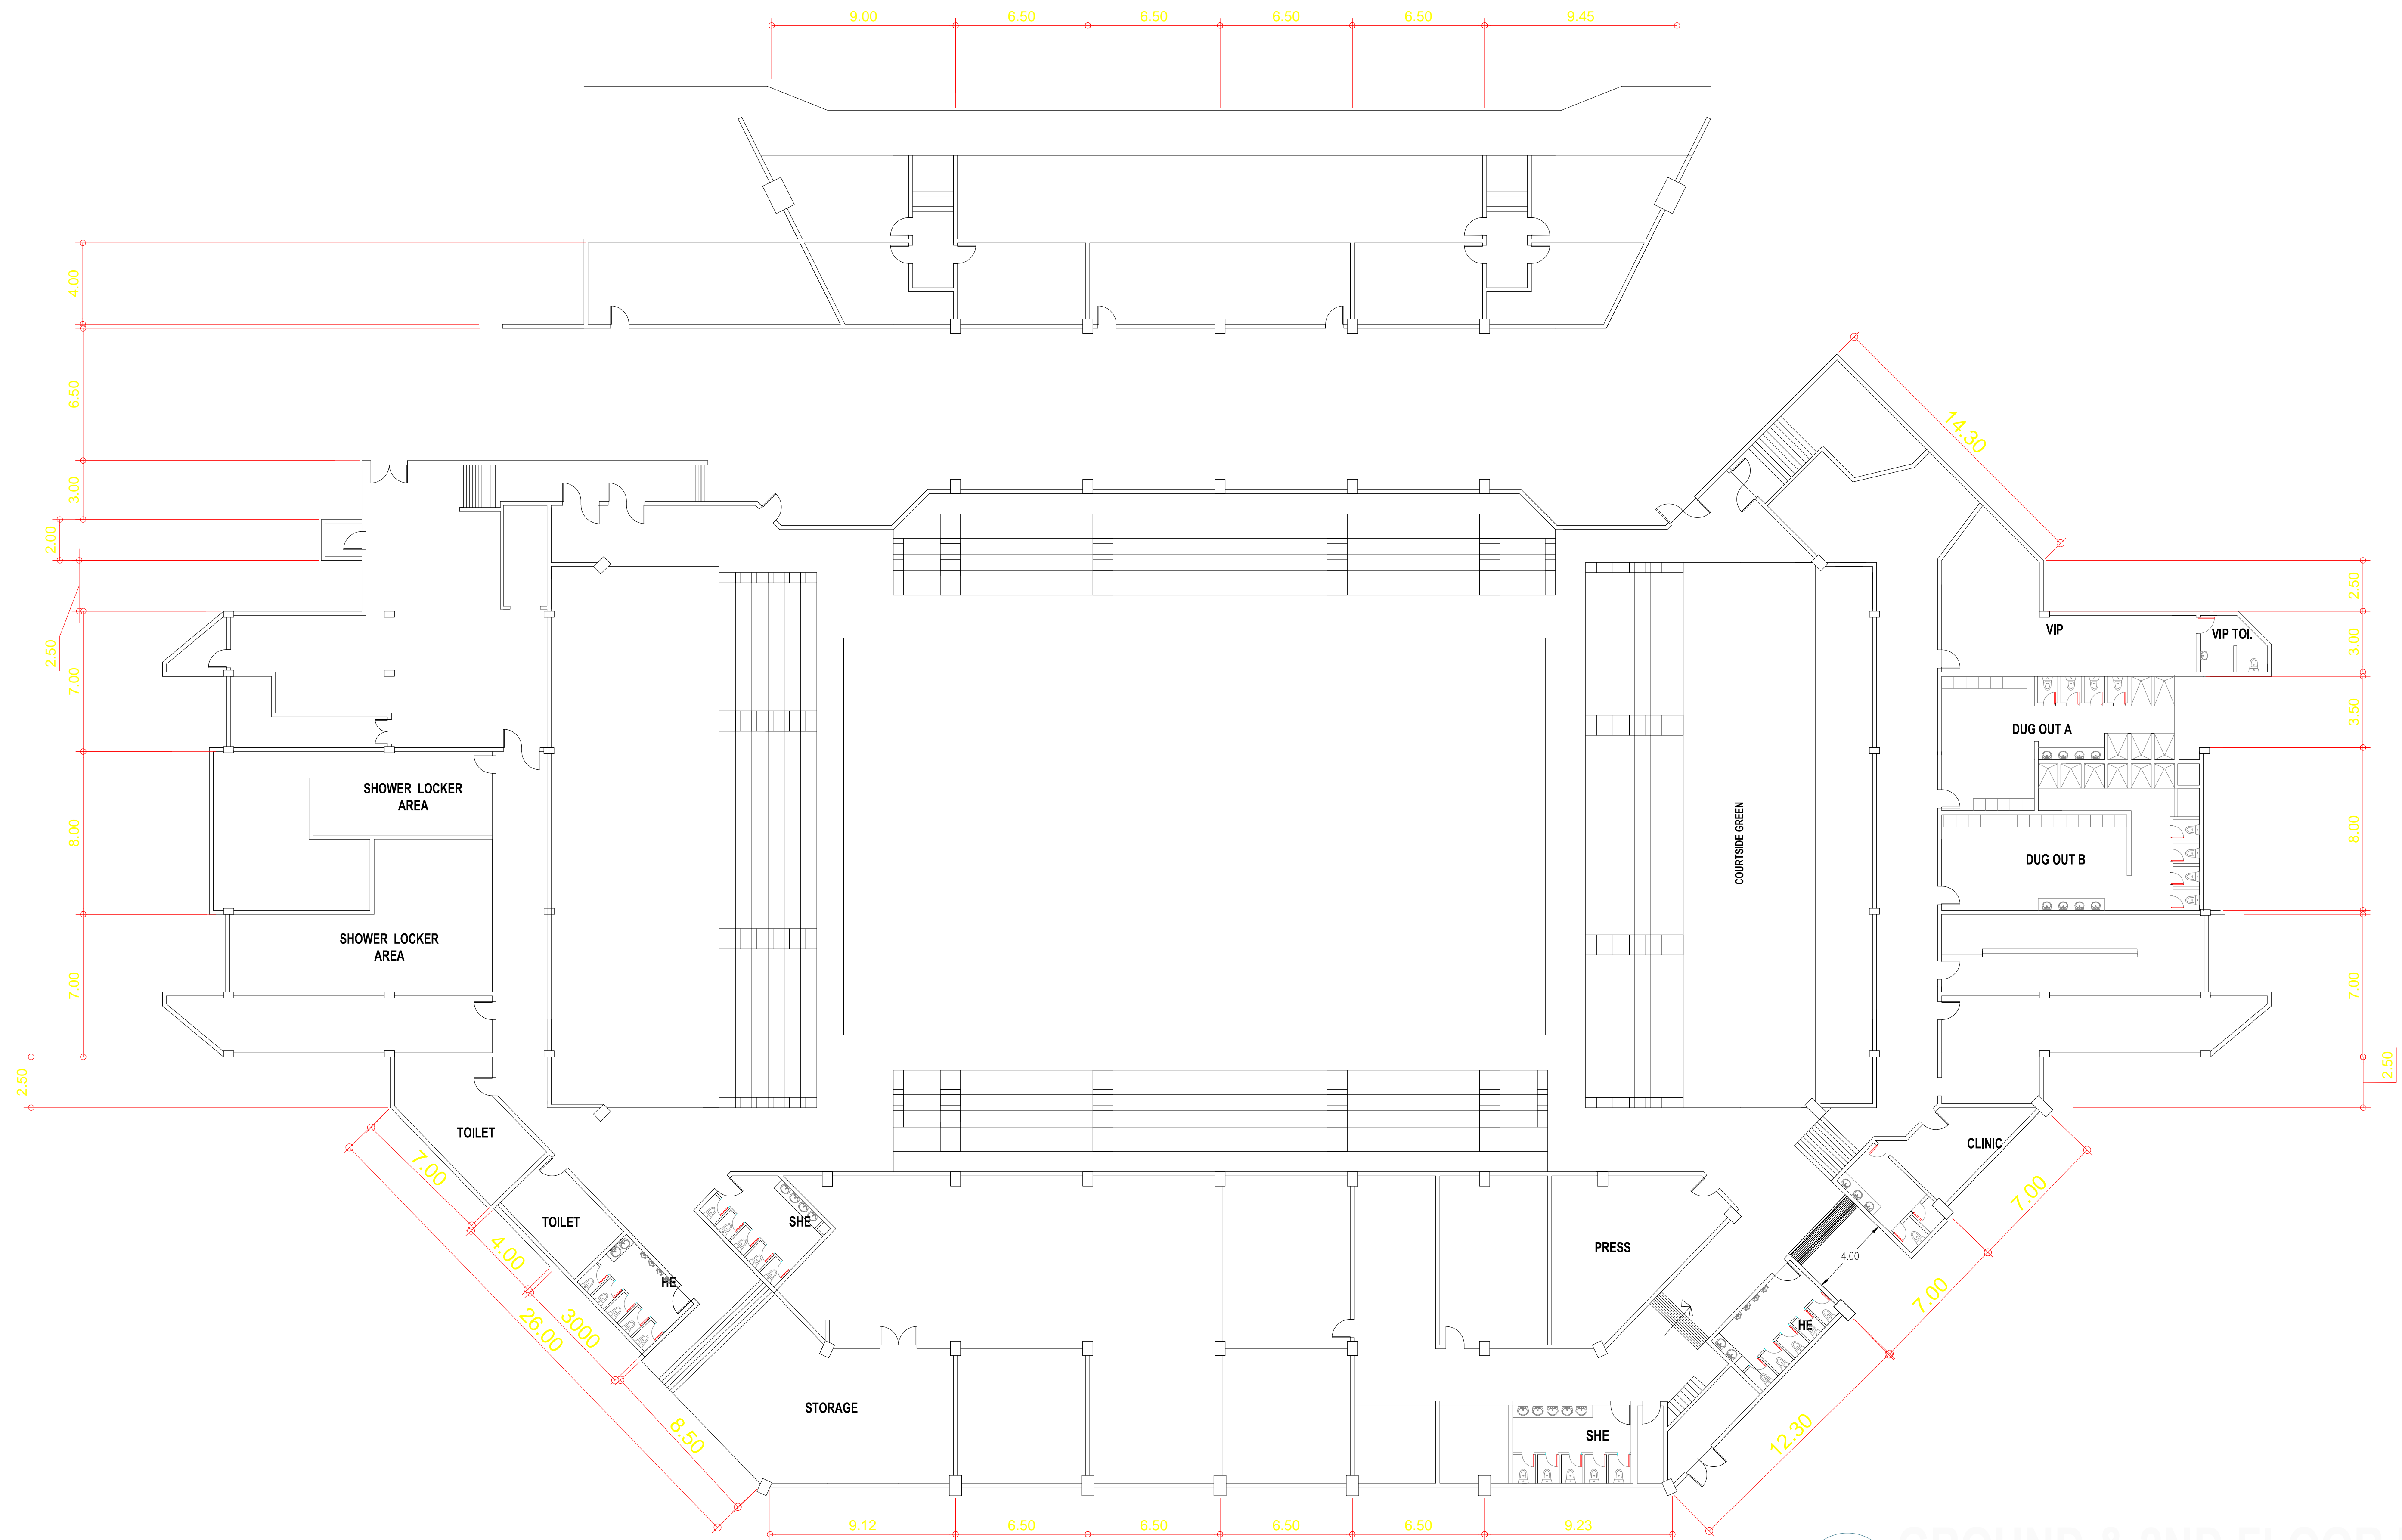 9.00
6.50
6.50
6.50
6.50
9.45
4.00
6.50
3.00
2.00
2.50
7.00
8.00
7.00
2.50
14.30
2.50
3.00
3.50
8.00
7.00
2.50
VIP
VIP TOI.
DUG OUT A
DUG OUT B
COURTSIDE GREEN
SHOWER LOCKER
AREA
SHOWER LOCKER
AREA
TOILET
TOILET
HE
SHE
STORAGE
PRESS
CLINIC
HE
SHE
4.00
7.00
4.00
3000
26.00
8.50
7.00
7.00
12.30
9.12
6.50
6.50
6.50
6.50
9.23
GROUND & 2ND FLOOR